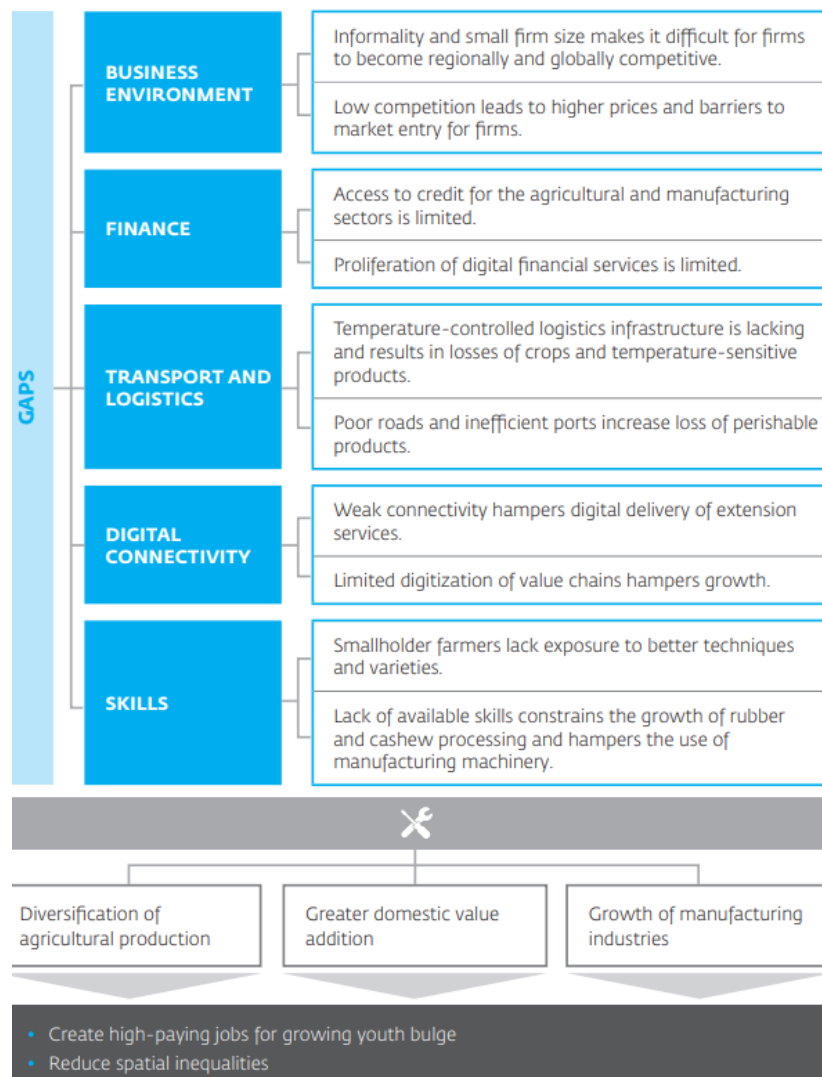 GAPS
BUSINESS
ENVIRONMENT
Informality and small firm size makes it difficult for firms
to become regionally and globally competitive.
Low competition leads to higher prices and barriers to
market entry for firms.
FINANCE
Access to credit for the agricultural and manufacturing
sectors is limited.
Proliferation of digital financial services is limited.
TRANSPORT AND
LOGISTICS
Temperature-controlled logistics infrastructure is lacking
and results in losses of crops and temperature-sensitive
products.
Poor roads and inefficient ports increase loss of perishable
products.
DIGITAL
CONNECTIVITY
Weak connectivity hampers digital delivery of extension
services.
Limited digitization of value chains hampers growth.
SKILLS
Smallholder farmers lack exposure to better techniques
and varieties.
Lack of available skills constrains the growth of rubber
and cashew processing and hampers the use of
manufacturing machinery.
Diversification of
agricultural production
Greater domestic value
addition
Growth of manufacturing
industries
• Create high-paying jobs for growing youth bulge
• Reduce spatial inequalities